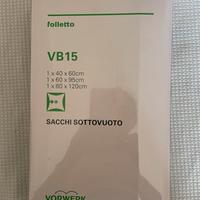 folletto
VB15
1 x 40 x 60cm
1 x 60 x 95cm
1 x 80 x 120cm
SACCHI SOTTOVUOTO
VORWERK